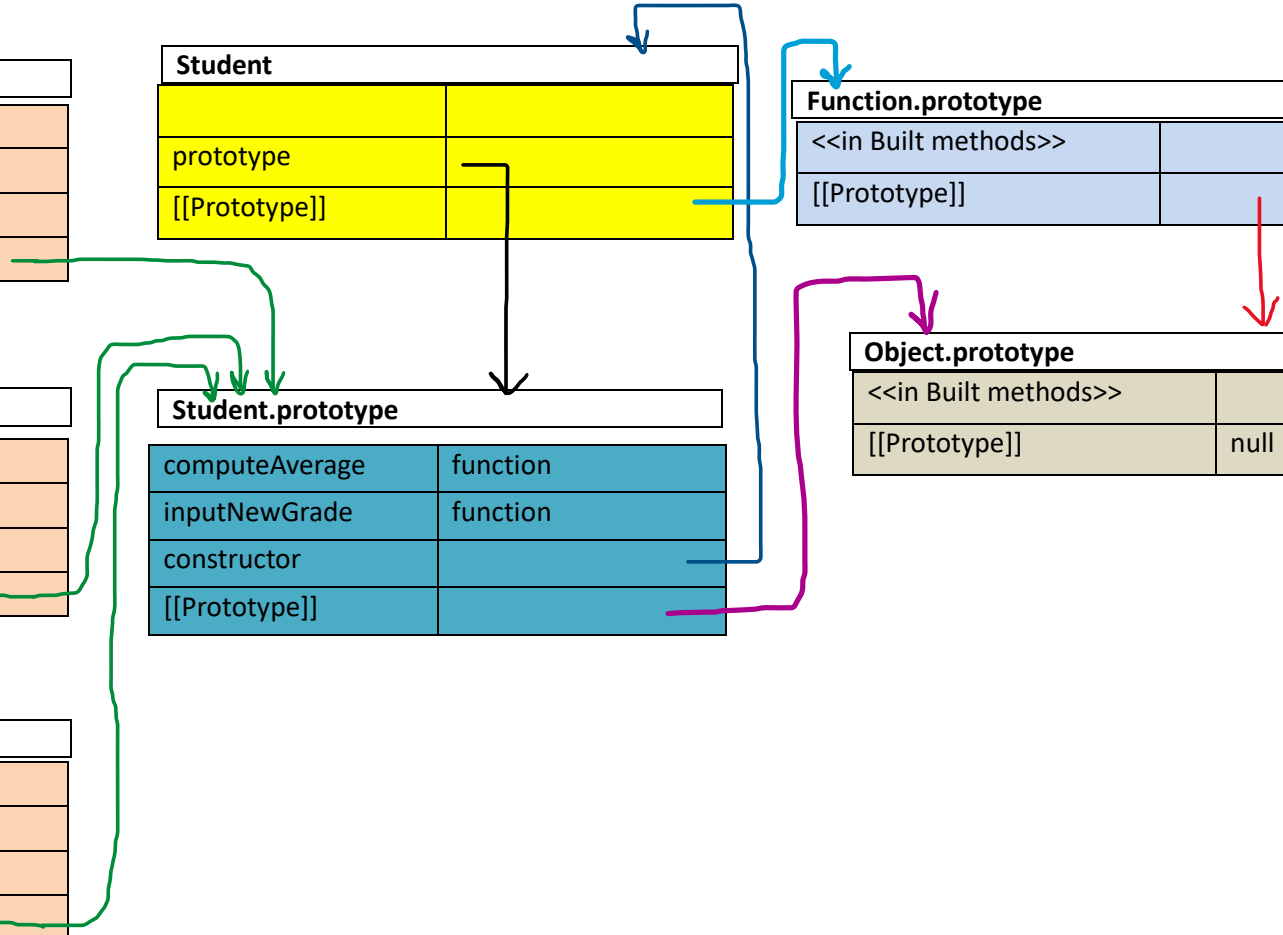 Student
prototype
[[Prototype]]
Function.prototype
<<in Built methods>>
[[Prototype]]
Object.prototype
<<in Built methods>>
[[Prototype]] null
Student.prototype
computeAverage function
inputNewGrade function
constructor
[[Prototype]]